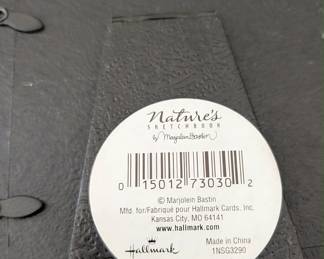 Nature's
SKETCHBOOK
by Marjolein Bastin
0 15012 73030 2
© Marjolein Bastin
Mfd. for/Fabriqué pour Hallmark Cards, Inc.
Kansas City, MO 64141
www.hallmark.com
Hallmark
Made in China
1NSG3290